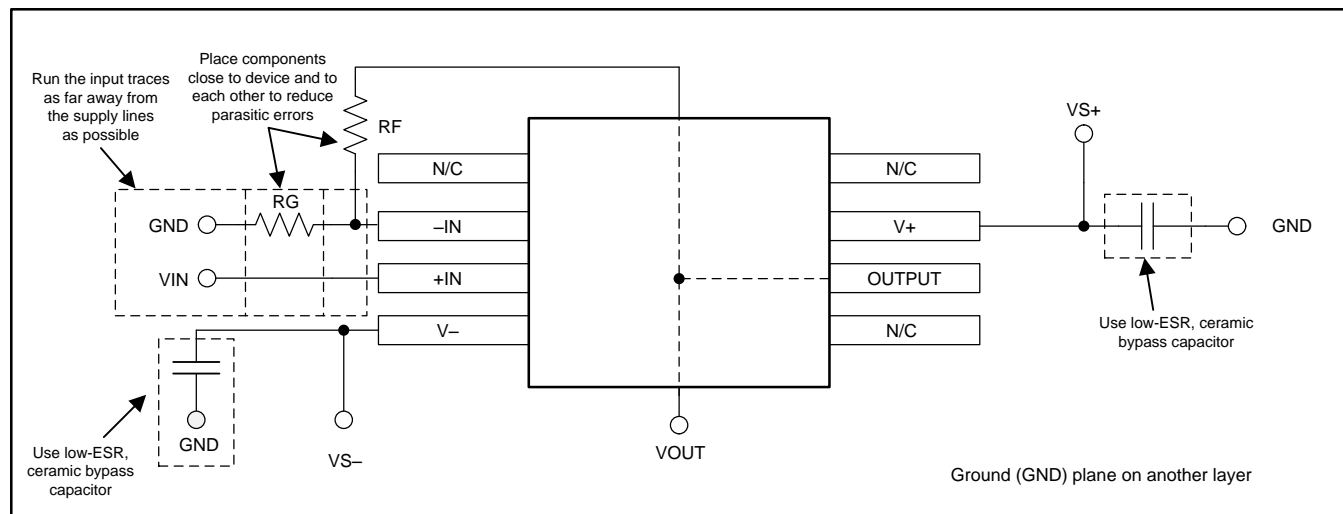 Run the input traces
as far away from
the supply lines
as possible
Place components
close to device and to
each other to reduce
parasitic errors
RF
VS+
N/C
N/C
RG
GND
–IN
V+
GND
VIN
+IN
OUTPUT
V–
N/C
Use low-ESR, ceramic
bypass capacitor
GND
Use low-ESR,
ceramic bypass
capacitor
VS–
VOUT
Ground (GND) plane on another layer